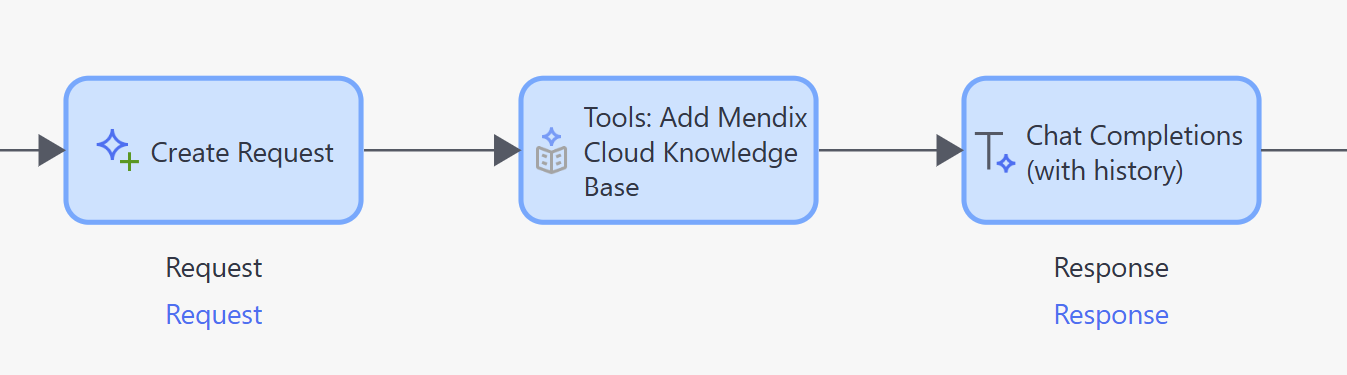 Create Request
Tools: Add Mendix
Cloud Knowledge
Base
Chat Completions
(with history)
Request
Request
Response
Response